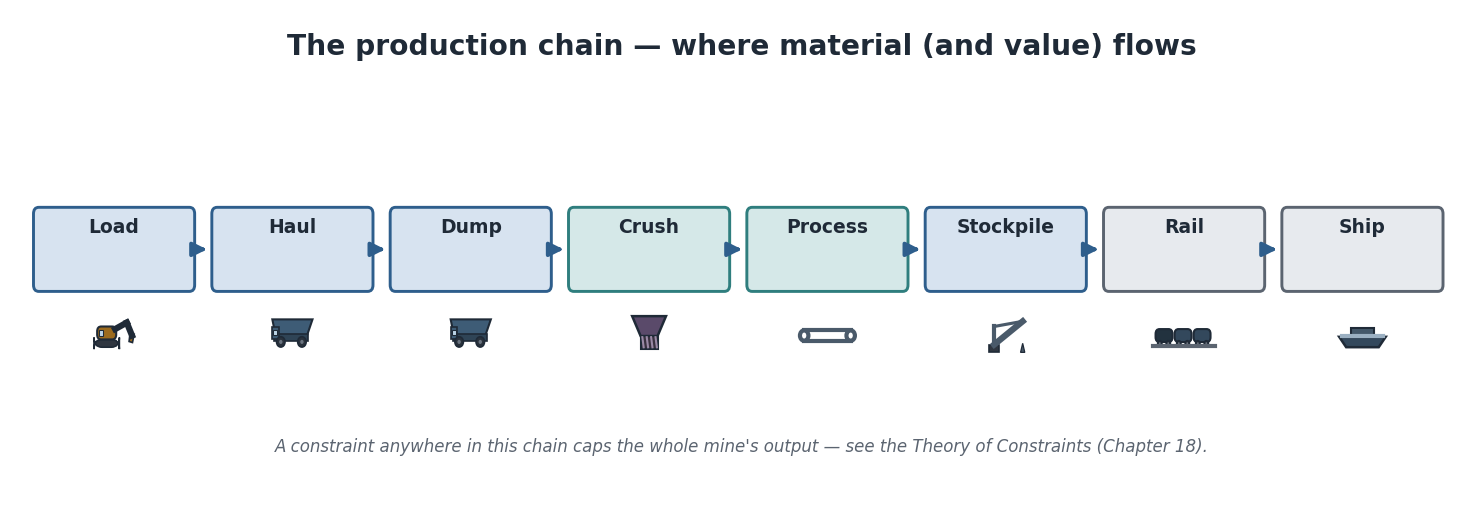 The production chain — where material (and value) flows
Load
Haul
Dump
Crush
Process
Stockpile
Rail
Ship
A constraint anywhere in this chain caps the whole mine's output — see the Theory of Constraints (Chapter 18).